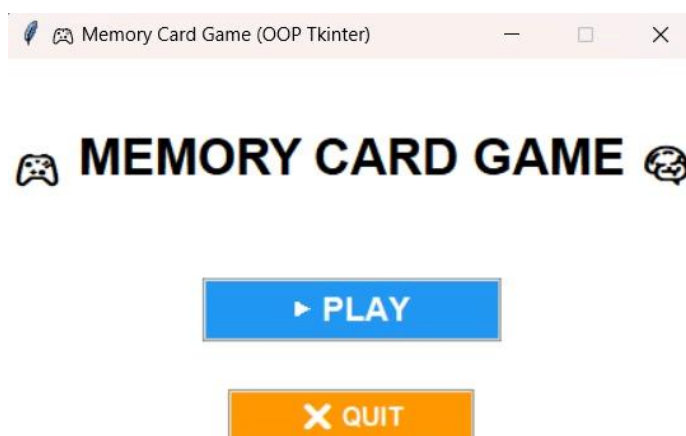 🎮 Memory Card Game (OOP Tkinter)
🎮 MEMORY CARD GAME 🧠
▶ PLAY
❌ QUIT